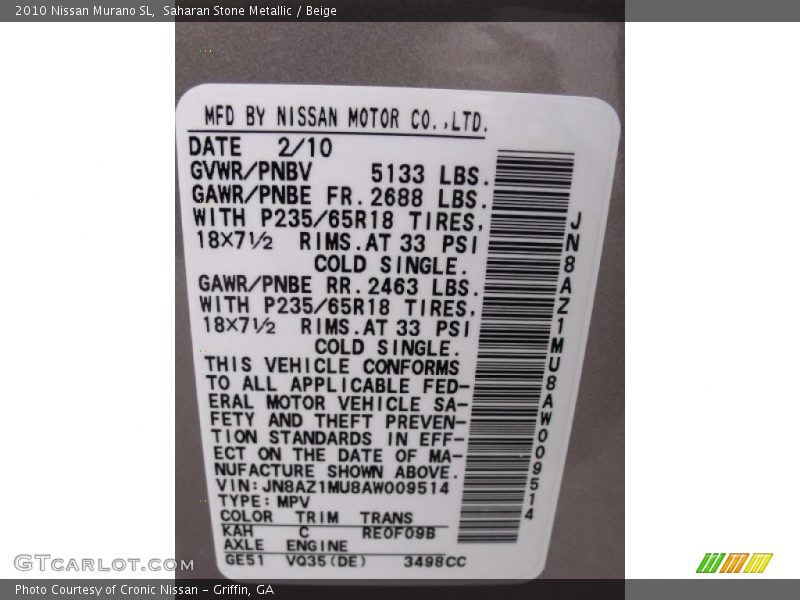 2010 Nissan Murano SL, Saharan Stone Metallic / Beige
MFD BY NISSAN MOTOR CO.,LTD.
DATE 2/10
GVWR/PNBV 5133 LBS.
GAWR/PNBE FR. 2688 LBS.
WITH P235/65R18 TIRES,
18X7½ RIMS. AT 33 PSI
COLD SINGLE.
GAWR/PNBE RR. 2463 LBS.
WITH P235/65R18 TIRES,
18X7½ RIMS. AT 33 PSI
COLD SINGLE.
THIS VEHICLE CONFORMS
TO ALL APPLICABLE FED-
ERAL MOTOR VEHICLE SA-
FETY AND THEFT PREVEN-
TION STANDARDS IN EFF-
ECT ON THE DATE OF MA-
NUFACTURE SHOWN ABOVE.
VIN:JN8AZ1MU8AW009514
TYPE: MPV
COLOR TRIM TRANS
KAH C RE0F09B
AXLE ENGINE
GE51 VQ35(DE) 3498CC
JN8AZ1MU8AW009514
GTCARLOT.COM
Photo Courtesy of Cronic Nissan - Griffin, GA